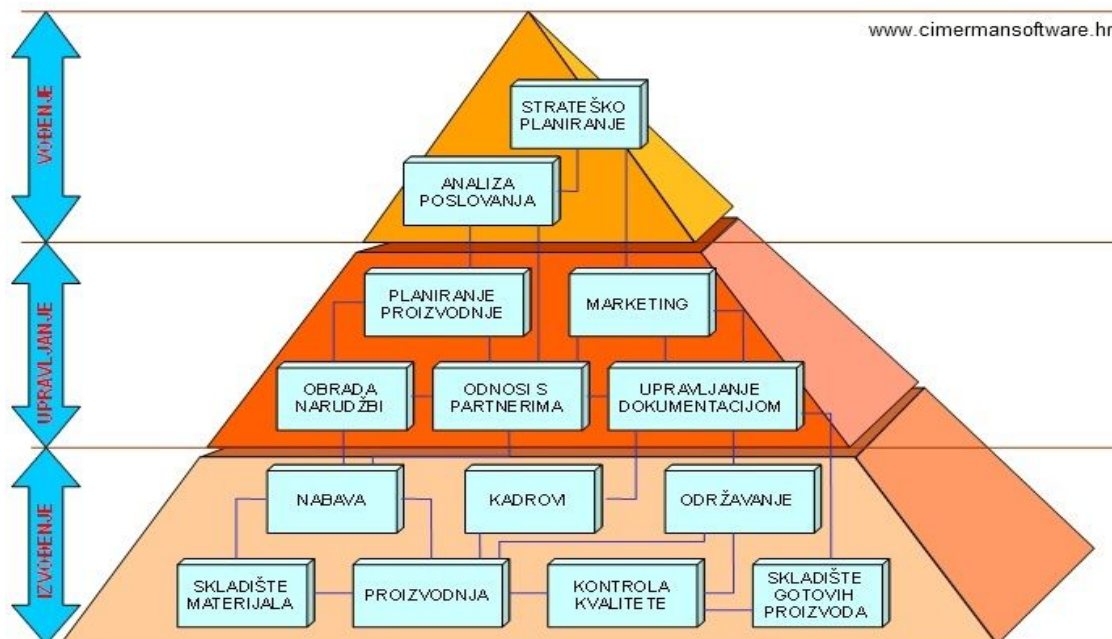 www.cimermansoftware.hr
VOĐENJE
STRATEŠKO
PLANIRANJE
ANALIZA
POSLOVANJA
UPRAVLJANJE
PLANIRANJE
PROIZVODNJE
MARKETING
OBRADA
NARUDŽBI
ODNOSI S
PARTNERIMA
UPRAVLJANJE
DOKUMENTACIJOM
IZVOĐENJE
NABAVA
KADROVI
ODRŽAVANJE
SKLADIŠTE
MATERIJALA
PROIZVODNJA
KONTROLA
KVALITETE
SKLADIŠTE
GOTOVIH
PROIZVODA